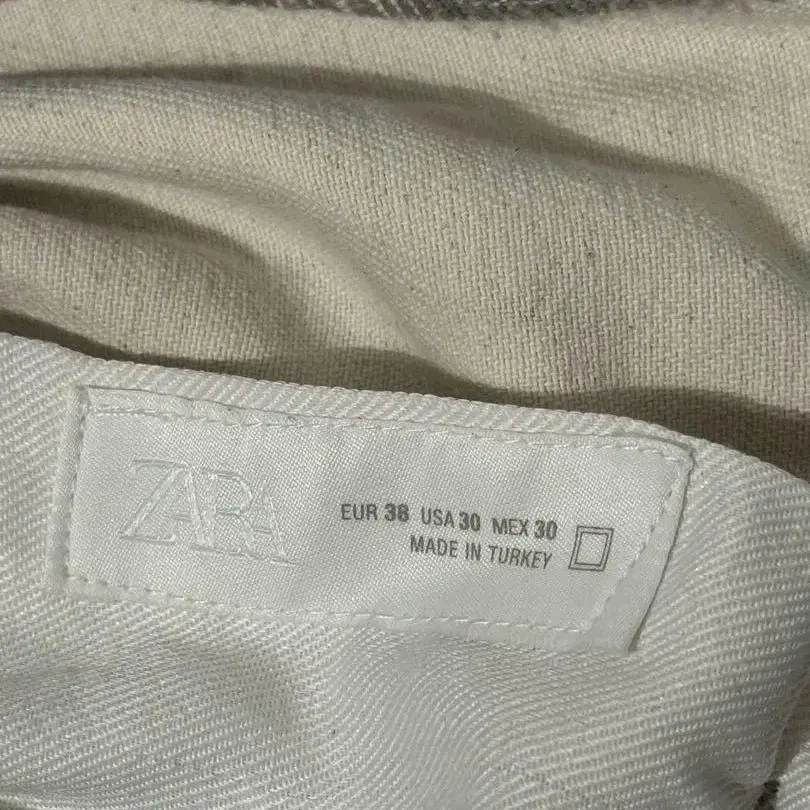 ZARA
EUR 38 USA 30 MEX 30
MADE IN TURKEY